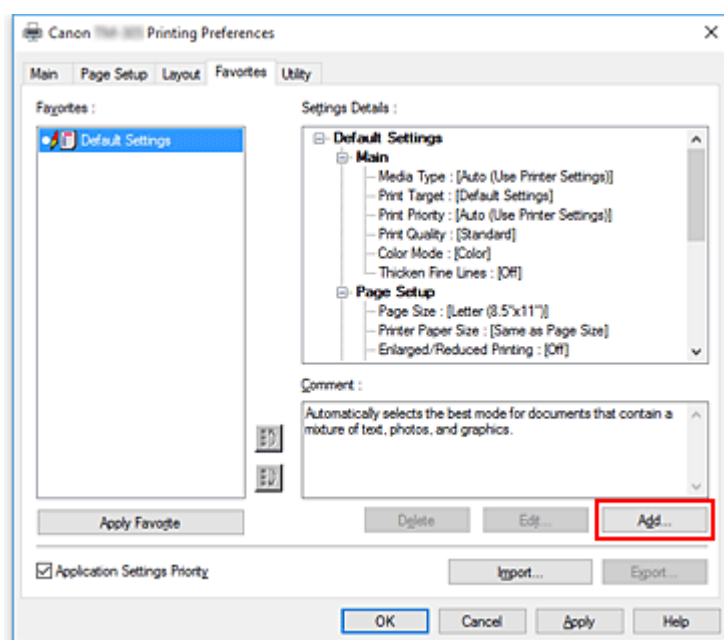 Canon Printing Preferences
Main Page Setup Layout Favorites Utility
Favorites :
Default Settings
Settings Details :
Default Settings
Main
Media Type : [Auto (Use Printer Settings)]
Print Target : [Default Settings]
Print Priority : [Auto (Use Printer Settings)]
Print Quality : [Standard]
Color Mode : [Color]
Thicken Fine Lines : [Off]
Page Setup
Page Size : [Letter (8.5"x11")]
Printer Paper Size : [Same as Page Size]
Enlarged/Reduced Printing : [Off]
Comment :
Automatically selects the best mode for documents that contain a
mixture of text, photos, and graphics.
Apply Favorite
Delete Edit... Add...
Application Settings Priority
Import... Export...
OK Cancel Apply Help